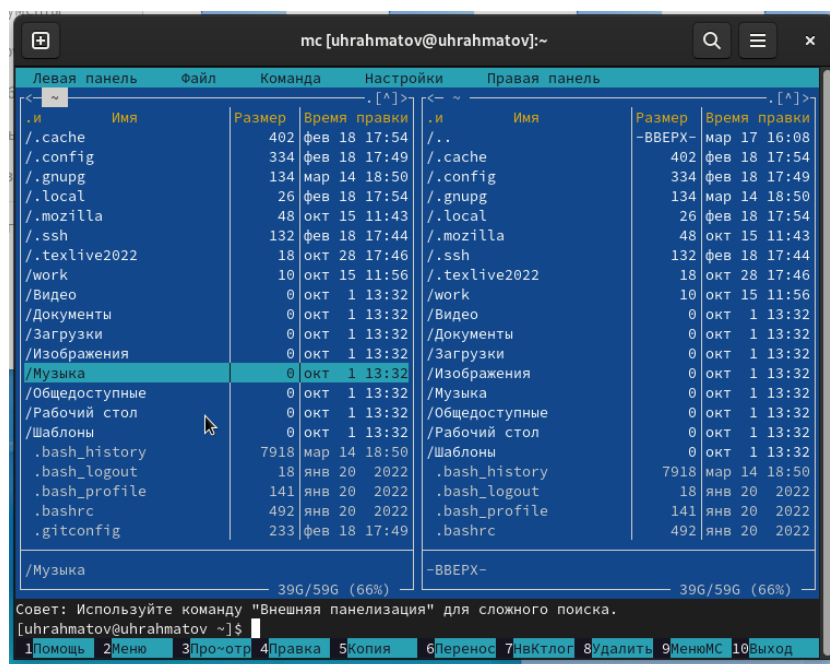 mc [uhrahmatov@uhrahmatov]:~
Левая панель Файл Команда Настройки Правая панель
<— ~ .[^]> <— ~ .[^]>
.и Имя Размер Время правки .и Имя Размер Время правки
/.cache 402 фев 18 17:54 /.. -ВВЕРХ- мар 17 16:08
/.config 334 фев 18 17:49 /.cache 402 фев 18 17:54
/.gnupg 134 мар 14 18:50 /.config 334 фев 18 17:49
/.local 26 фев 18 17:54 /.gnupg 134 мар 14 18:50
/.mozilla 48 окт 15 11:43 /.local 26 фев 18 17:54
/.ssh 132 фев 18 17:44 /.mozilla 48 окт 15 11:43
/.texlive2022 18 окт 28 17:46 /.ssh 132 фев 18 17:44
/work 10 окт 15 11:56 /.texlive2022 18 окт 28 17:46
/Видео 0 окт 1 13:32 /work 10 окт 15 11:56
/Документы 0 окт 1 13:32 /Видео 0 окт 1 13:32
/Загрузки 0 окт 1 13:32 /Документы 0 окт 1 13:32
/Изображения 0 окт 1 13:32 /Загрузки 0 окт 1 13:32
/Музыка 0 окт 1 13:32 /Изображения 0 окт 1 13:32
/Общедоступные 0 окт 1 13:32 /Музыка 0 окт 1 13:32
/Рабочий стол 0 окт 1 13:32 /Общедоступные 0 окт 1 13:32
/Шаблоны 0 окт 1 13:32 /Рабочий стол 0 окт 1 13:32
.bash_history 7918 мар 14 18:50 /Шаблоны 0 окт 1 13:32
.bash_logout 18 янв 20 2022 .bash_history 7918 мар 14 18:50
.bash_profile 141 янв 20 2022 .bash_logout 18 янв 20 2022
.bashrc 492 янв 20 2022 .bash_profile 141 янв 20 2022
.gitconfig 233 фев 18 17:49 .bashrc 492 янв 20 2022
/Музыка -ВВЕРХ-
39G/59G (66%) 39G/59G (66%)
Совет: Используйте команду "Внешняя панелизация" для сложного поиска.
[uhrahmatov@uhrahmatov ~]$
1Помощь 2Меню 3Про~отр 4Правка 5Копия 6Перенос 7НвКтлог 8Удалить 9МенюМС 10Выход